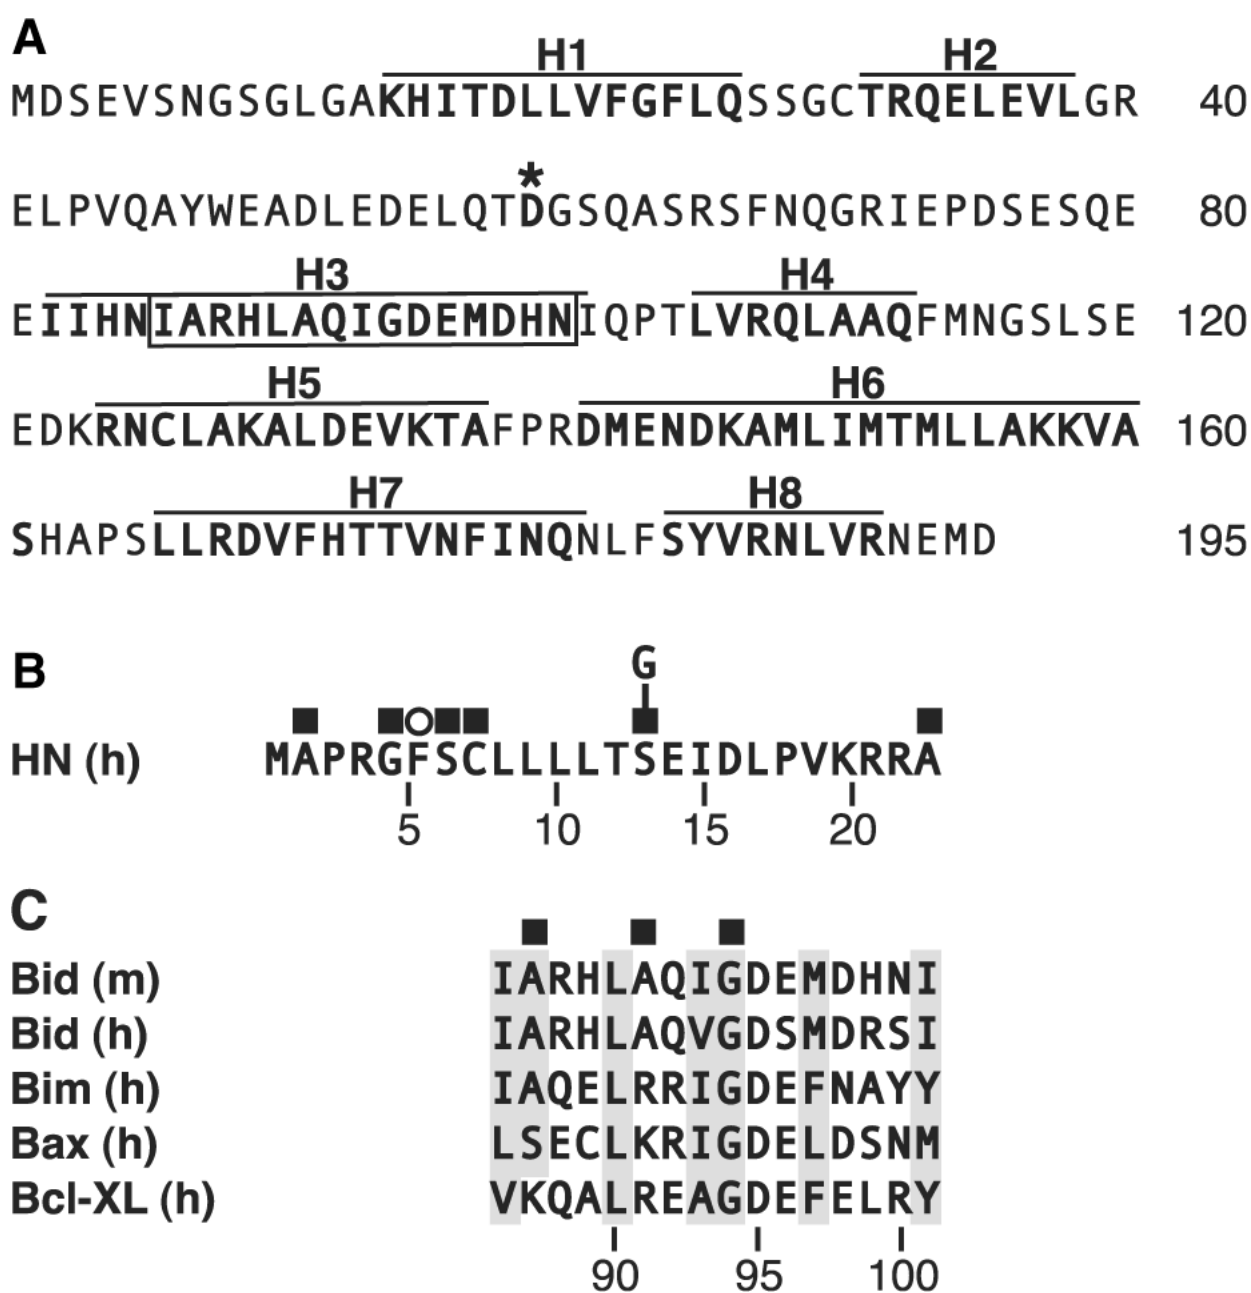 A
H1 H2
MDSEVSNGSGLGAKHITDLLVFGFLQSSGCTRQELEVLGR 40
*
ELPVQAYWEADLEDELQTDGSQASRSFNQGRIEPDSESQE 80
H3 H4
EIIHNIARHLAQIGDEMDHNIQPTLVRQLAAQFMNGSLSE 120
H5 H6
EDKRNCLAKALDEVKTAFPRDMENDKAMLIMTMLLAKKVA 160
H7 H8
SHAPSLLRDVFHTTVNFINQNLFSYVRNLVRNEMD 195
B
G
HN (h) MAPRGFSCLLLLTSEIDLPVKRRA
5 10 15 20
C
Bid (m) IARHLAQIGDEMDHNI
Bid (h) IARHLAQVGDSMDRSI
Bim (h) IAQELRRIGDEFNAYY
Bax (h) LSECLKRIGDELDSNM
Bcl-XL (h) VKQALREAGDEFELRY
90 95 100